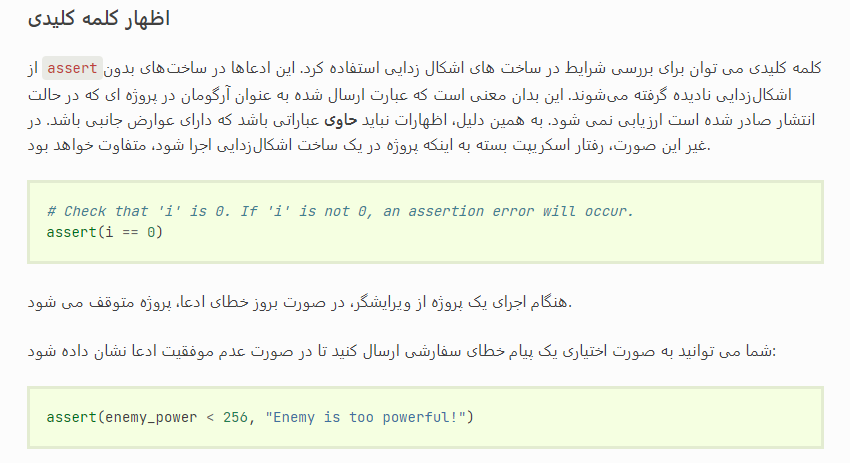 اظهار کلمه کلیدی
کلمه کلیدی می توان برای بررسی شرایط در ساخت های اشکال زدایی استفاده کرد. این ادعاها در ساخت‌های بدون assert از
اشکال‌زدایی نادیده گرفته می‌شوند. این بدان معنی است که عبارت ارسال شده به عنوان آرگومان در پروژه ای که در حالت
انتشار صادر شده است ارزیابی نمی شود. به همین دلیل، اظهارات نباید حاوی عباراتی باشد که دارای عوارض جانبی باشد. در
غیر این صورت، رفتار اسکریپت بسته به اینکه پروژه در یک ساخت اشکال‌زدایی اجرا شود، متفاوت خواهد بود.
# Check that 'i' is 0. If 'i' is not 0, an assertion error will occur.
assert(i == 0)
هنگام اجرای یک پروژه از ویرایشگر، در صورت بروز خطای ادعا، پروژه متوقف می شود.
شما می توانید به صورت اختیاری یک پیام خطای سفارشی ارسال کنید تا در صورت عدم موفقیت ادعا نشان داده شود:
assert(enemy_power < 256, "Enemy is too powerful!")